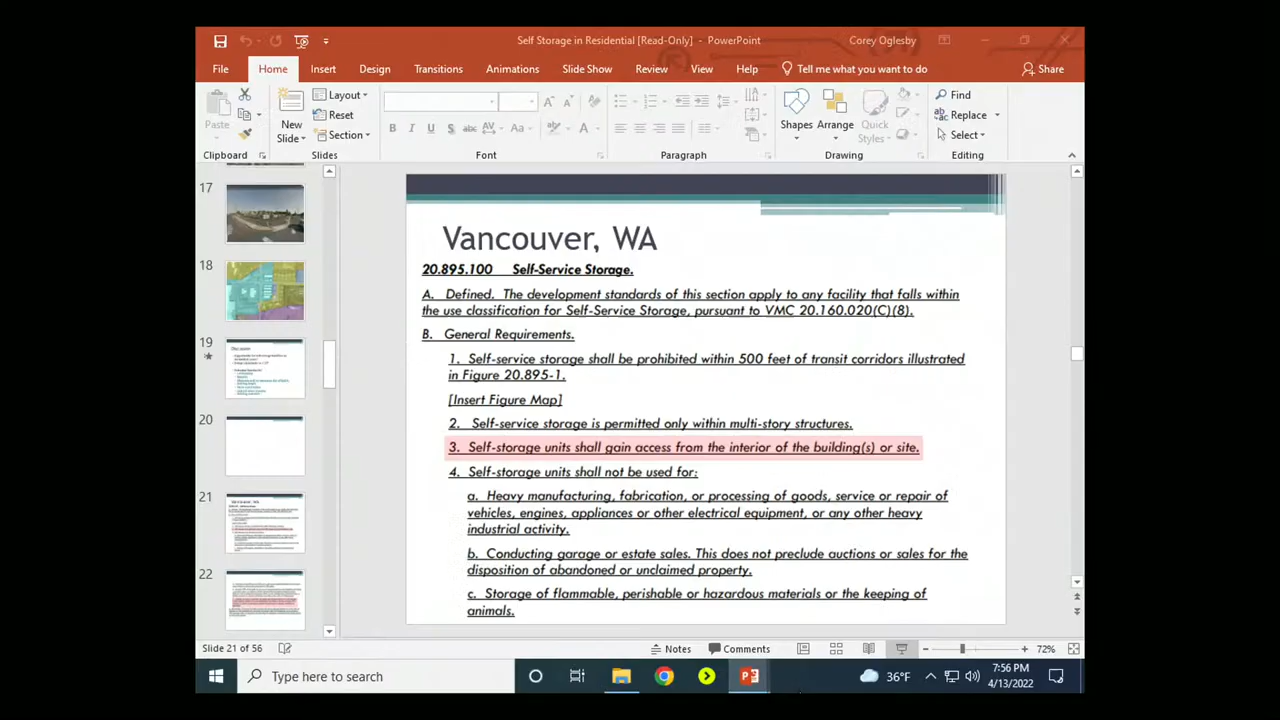 Self Storage in Residential [Read-Only] - PowerPoint
Corey Oglesby
File
Home
Insert
Design
Transitions
Animations
Slide Show
Review
View
Help
Tell me what you want to do
Share
Paste
New
Slide
Layout
Reset
Section
B I U S abc AV Aa
A
Shapes
Arrange
Quick
Styles
Find
Replace
Select
Clipboard
Slides
Font
Paragraph
Drawing
Editing
17
18
19
20
21
22
Vancouver, WA
20.895.100 Self-Service Storage.
A. Defined. The development standards of this section apply to any facility that falls within
the use classification for Self-Service Storage, pursuant to VMC 20.160.020(C)(8).
B. General Requirements.
1. Self-service storage shall be prohibited within 500 feet of transit corridors illustrated
in Figure 20.895-1.
[Insert Figure Map]
2. Self-service storage is permitted only within multi-story structures.
3. Self-storage units shall gain access from the interior of the building(s) or site.
4. Self-storage units shall not be used for:
a. Heavy manufacturing, fabrication, or processing of goods, service or repair of
vehicles, engines, appliances or other electrical equipment, or any other heavy
industrial activity.
b. Conducting garage or estate sales. This does not preclude auctions or sales for the
disposition of abandoned or unclaimed property.
c. Storage of flammable, perishable or hazardous materials or the keeping of
animals.
Slide 21 of 56
Notes
Comments
72%
Type here to search
36°F
7:56 PM
4/13/2022